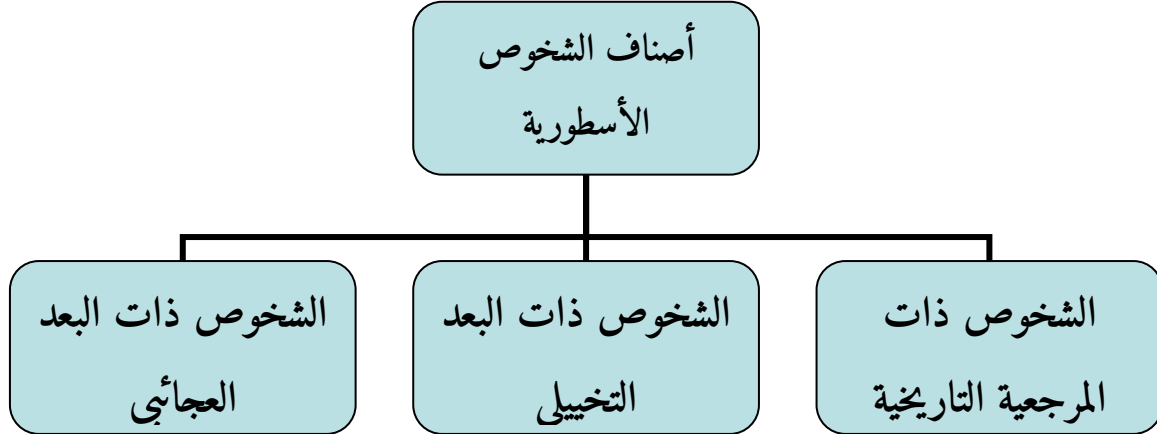 أصناف الشخوص
الأسطورية
الشخوص ذات
المرجعية التاريخية
الشخوص ذات البعد
التخييلي
الشخوص ذات البعد
العجائبي